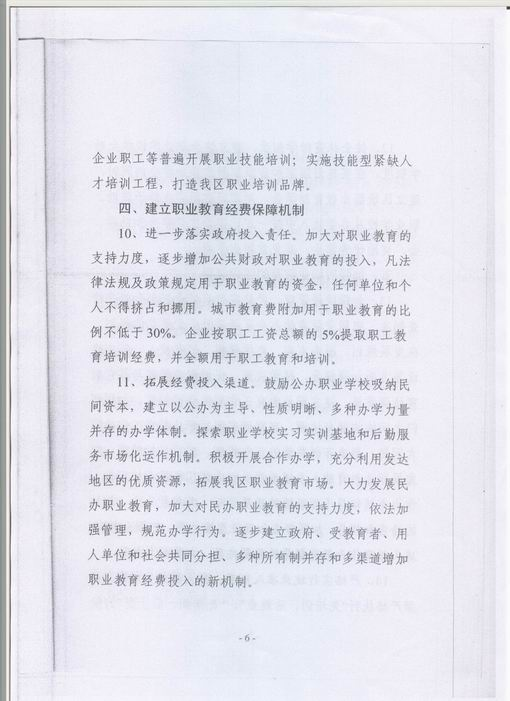 企业职工等普遍开展职业技能培训；实施技能型紧缺人
才培训工程，打造我区职业培训品牌。
四、建立职业教育经费保障机制
10、进一步落实政府投入责任。加大对职业教育的
支持力度，逐步增加公共财政对职业教育的投入，凡法
律法规及政策规定用于职业教育的资金，任何单位和个
人不得挤占和挪用。城市教育费附加用于职业教育的比
例不低于 30%。企业按职工工资总额的 5%提取职工教
育培训经费，并全额用于职工教育和培训。
11、拓展经费投入渠道。鼓励公办职业学校吸纳民
间资本，建立以公办为主导、性质明晰、多种办学力量
并存的办学体制。探索职业学校实习实训基地和后勤服
务市场化运作机制。积极开展合作办学，充分利用发达
地区的优质资源，拓展我区职业教育市场。大力发展民
办职业教育，加大对民办职业教育的支持力度，依法加
强管理，规范办学行为。逐步建立政府、受教育者、用
人单位和社会共同分担、多种所有制并存和多渠道增加
职业教育经费投入的新机制。
- 6 -